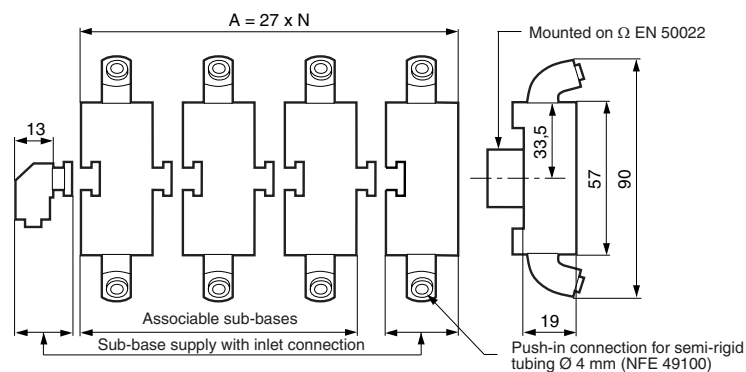 A = 27 x N
Mounted on Ω EN 50022
13
33,5
57
90
19
Associable sub-bases
Sub-base supply with inlet connection
Push-in connection for semi-rigid
tubing Ø 4 mm (NFE 49100)